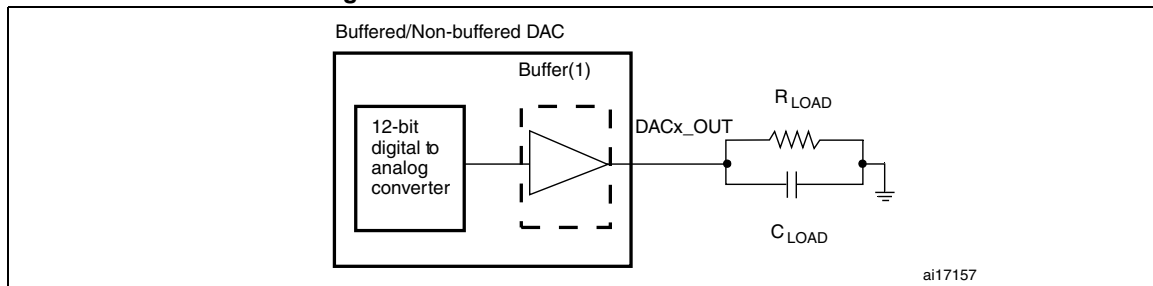 Buffered/Non-buffered DAC
Buffer(1)
12-bit
digital to
analog
converter
DACx_OUT
R LOAD
C LOAD
ai17157